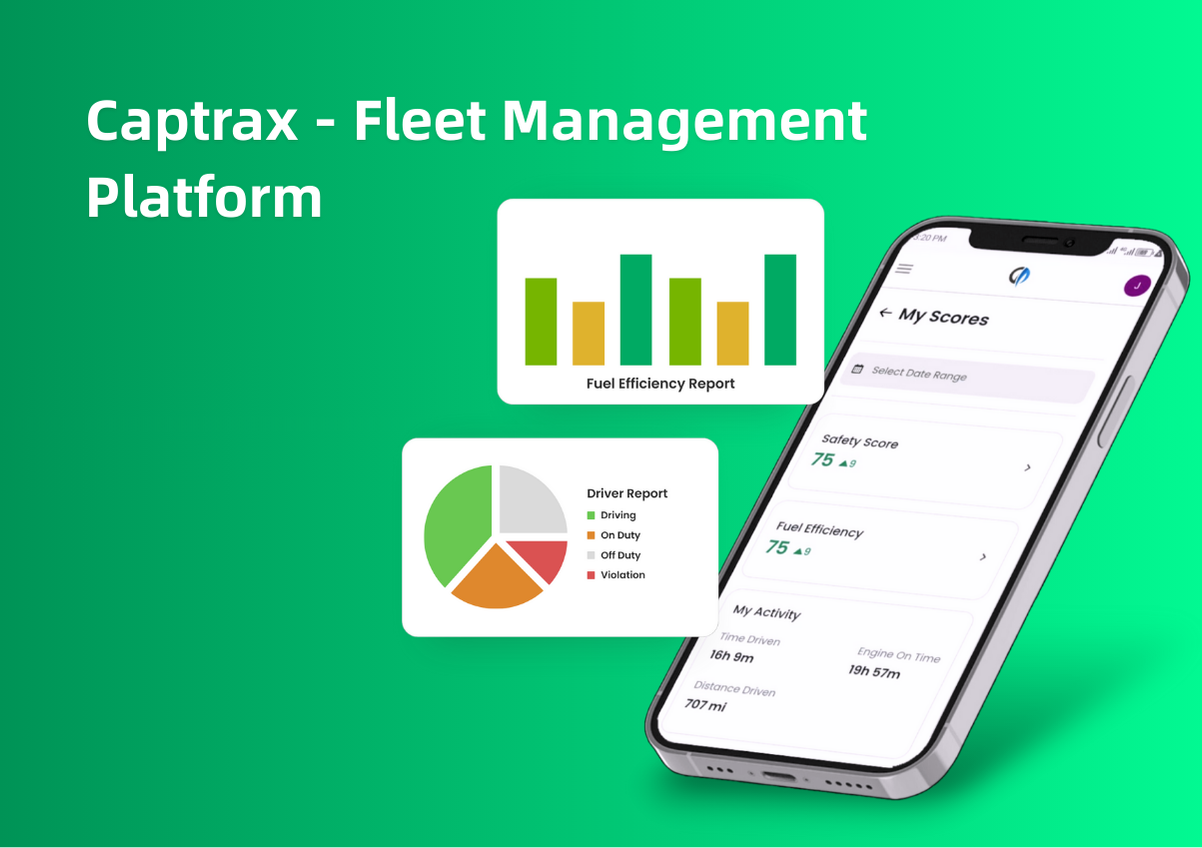 Captrax - Fleet Management
Platform
Fuel Efficiency Report
Driver Report
Driving
On Duty
Off Duty
Violation
:20 PM
J
← My Scores
Select Date Range
Safety Score
75 ▲9
Fuel Efficiency
75 ▲9
My Activity
Time Driven
16h 9m
Engine On Time
19h 57m
Distance Driven
707 mi